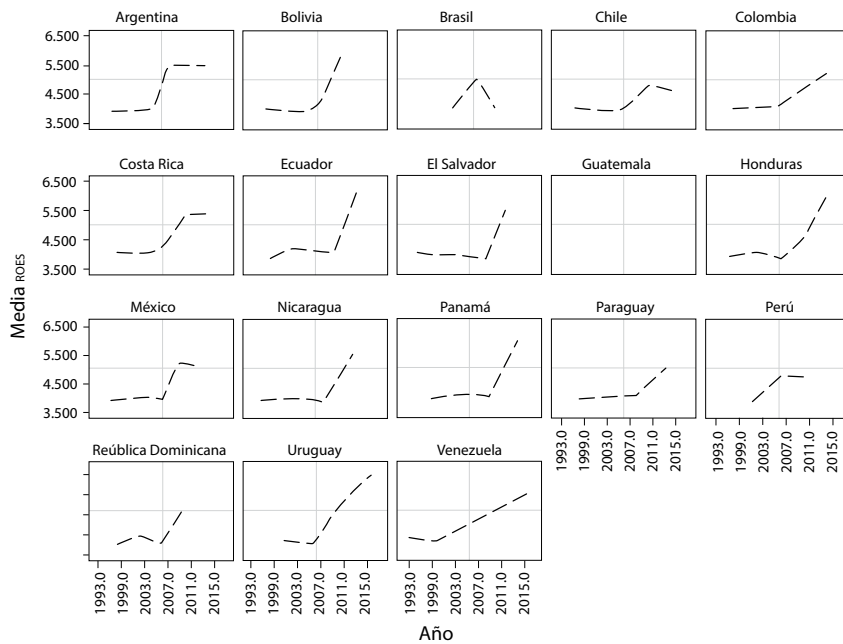 Argentina Bolivia Brasil Chile Colombia
6.500
5.500
4.500
3.500
Costa Rica Ecuador El Salvador Guatemala Honduras
6.500
5.500
4.500
3.500
Media ROES
México Nicaragua Panamá Paraguay Perú
6.500
5.500
4.500
3.500
1993.0 1999.0 2003.0 2007.0 2011.0 2015.0 1993.0 1999.0 2003.0 2007.0 2011.0 2015.0
Reública Dominicana Uruguay Venezuela
1993.0 1999.0 2003.0 2007.0 2011.0 2015.0 1993.0 1999.0 2003.0 2007.0 2011.0 2015.0 1993.0 1999.0 2003.0 2007.0 2011.0 2015.0
Año